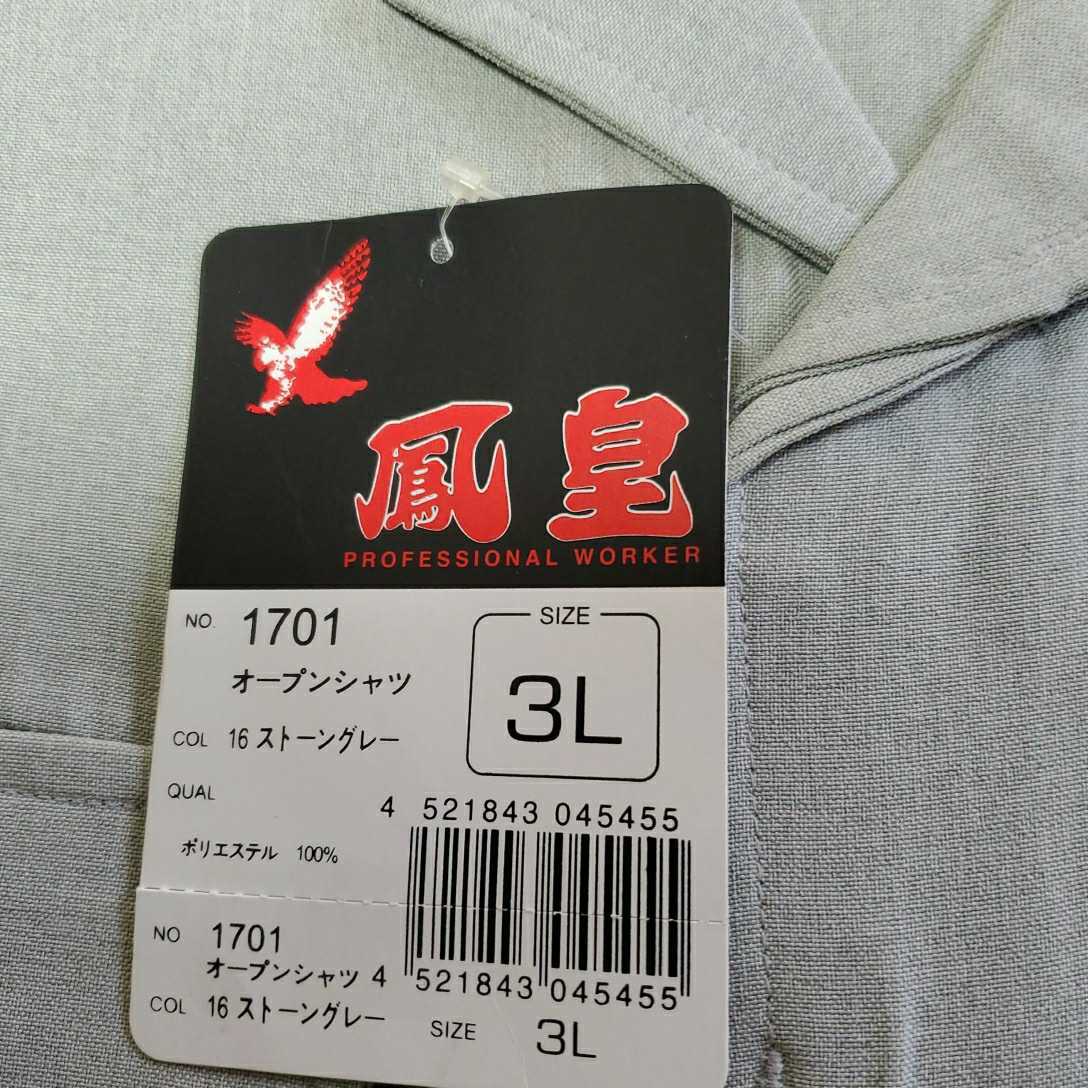 鳳皇
PROFESSIONAL WORKER
NO. 1701
オープンシャツ
SIZE
3L
COL 16 ストーングレー
QUAL
ポリエステル 100%
4 521843 045455
NO 1701
オープンシャツ
4 521843 045455
COL 16 ストーングレー
SIZE 3L